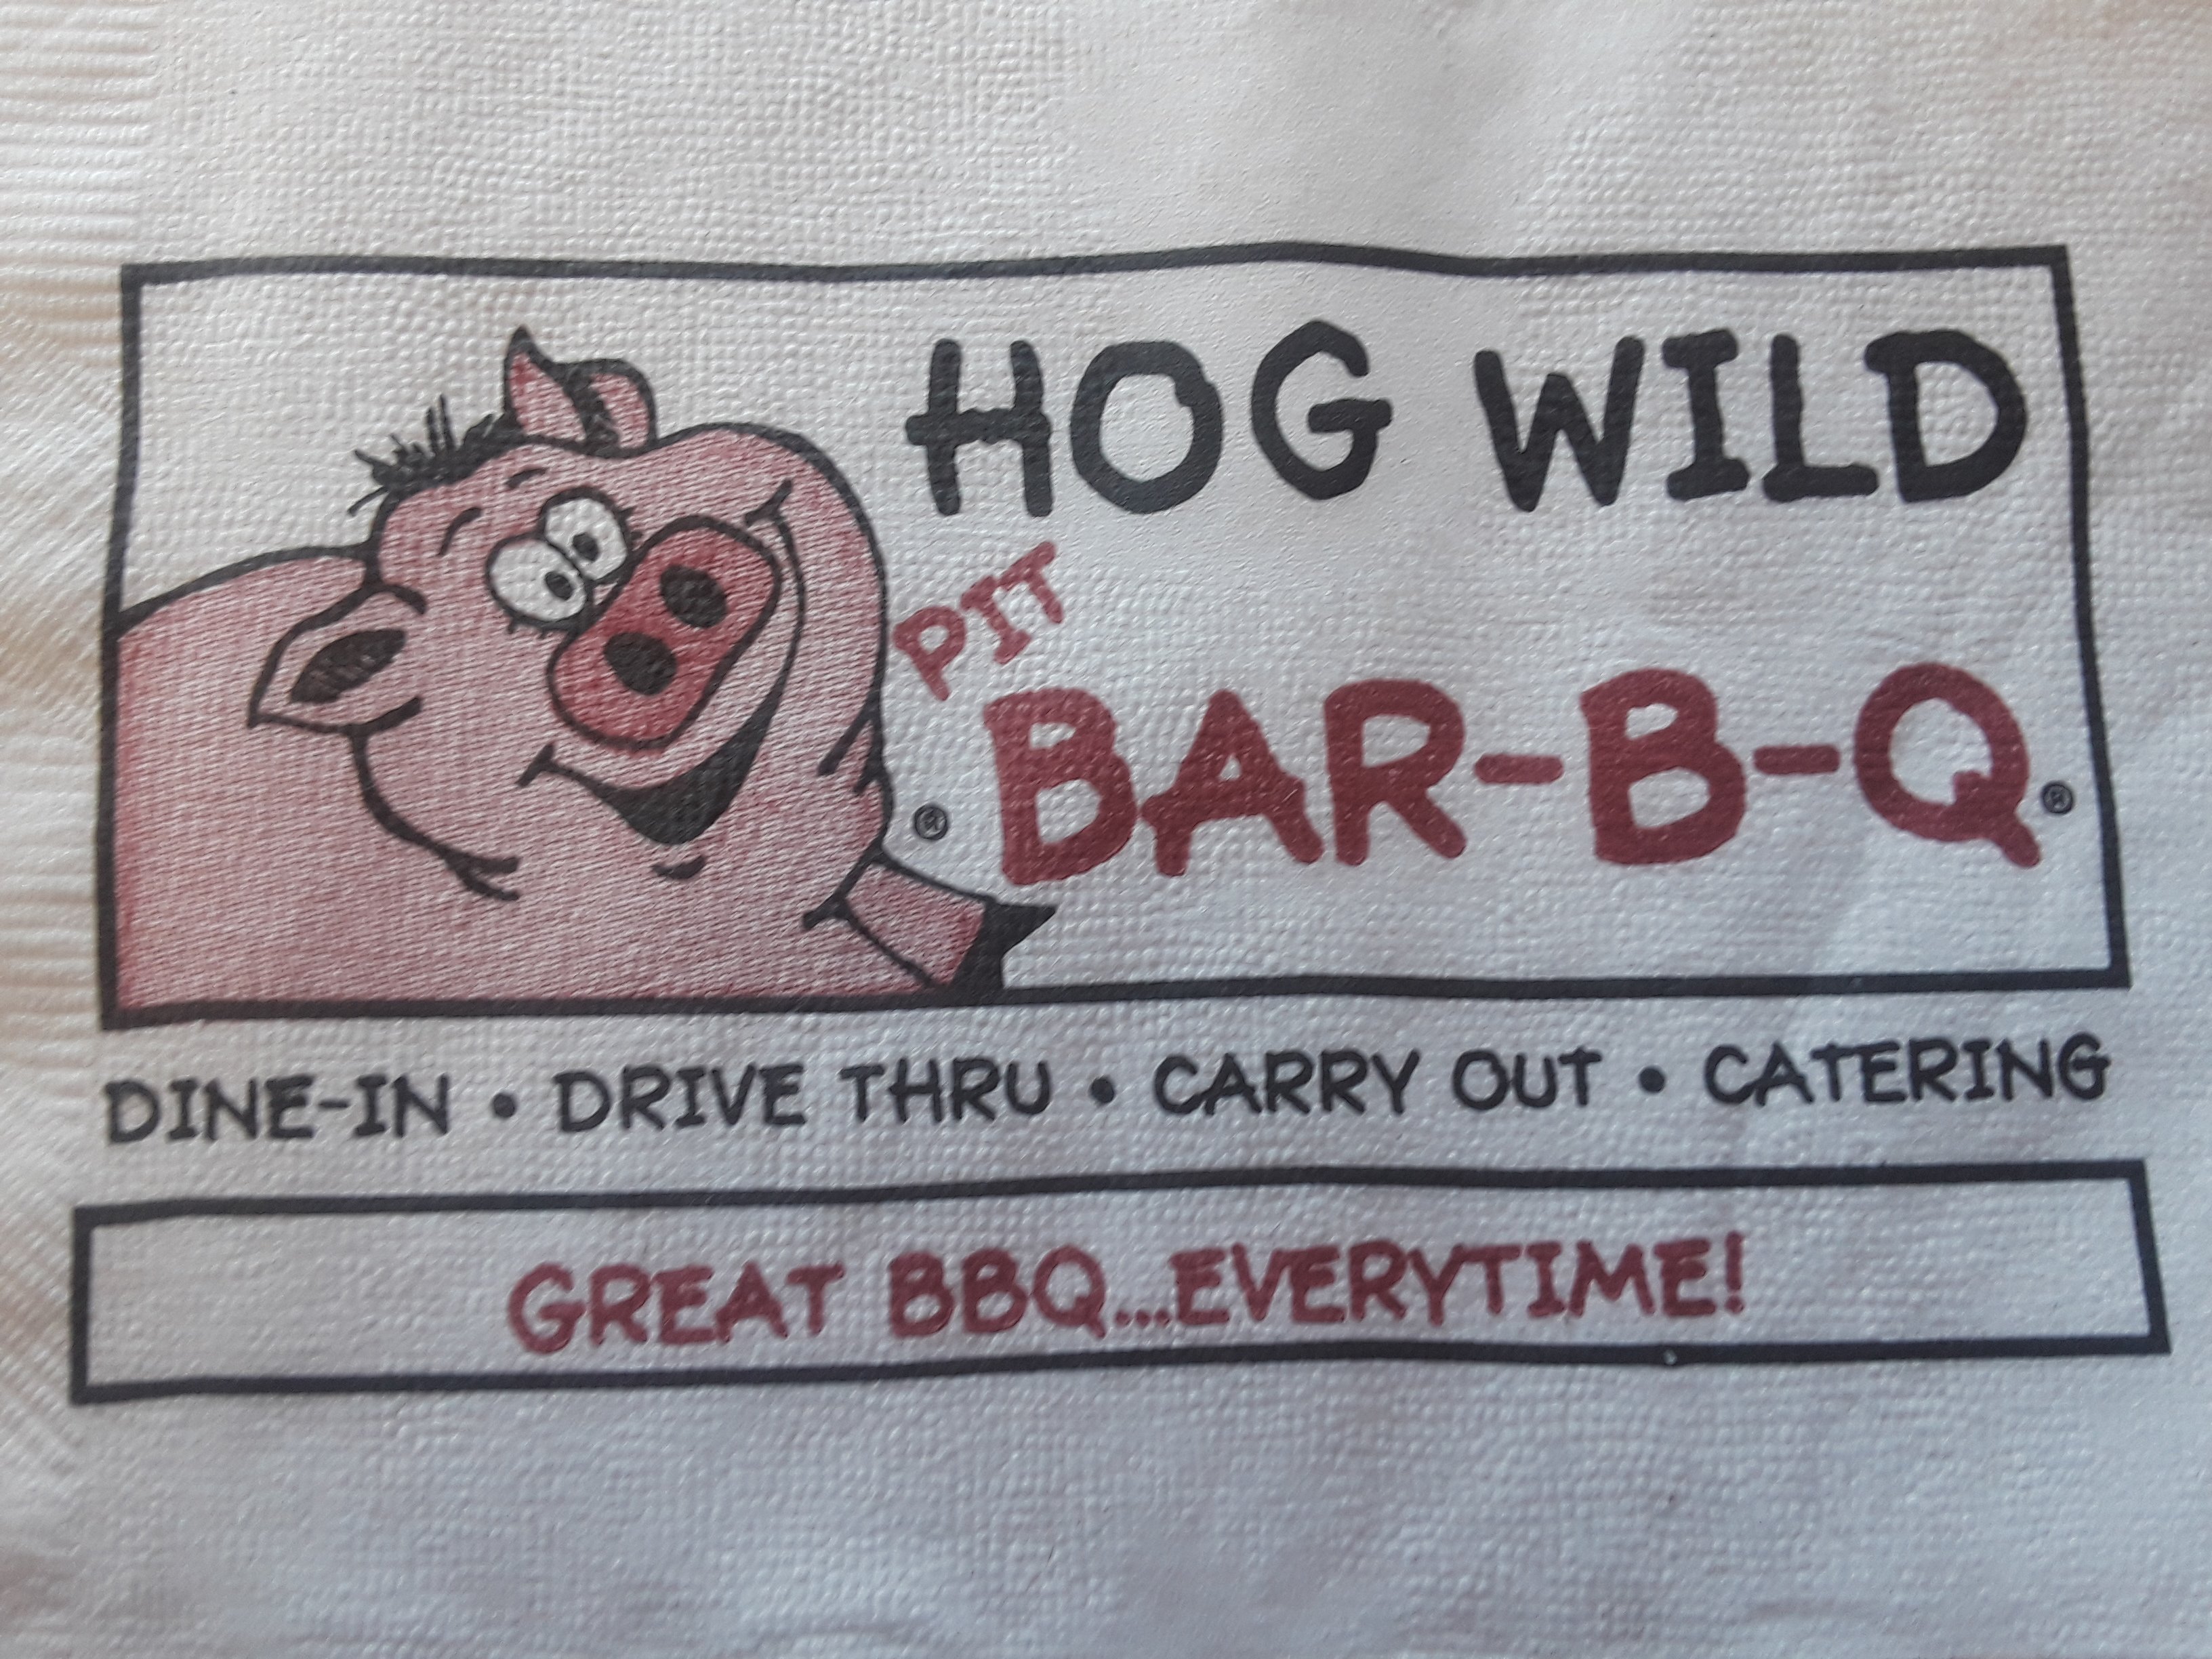 HOG WILD
PIT
BAR-B-Q®
®
DINE-IN • DRIVE THRU • CARRY OUT • CATERING
GREAT BBQ...EVERYTIME!